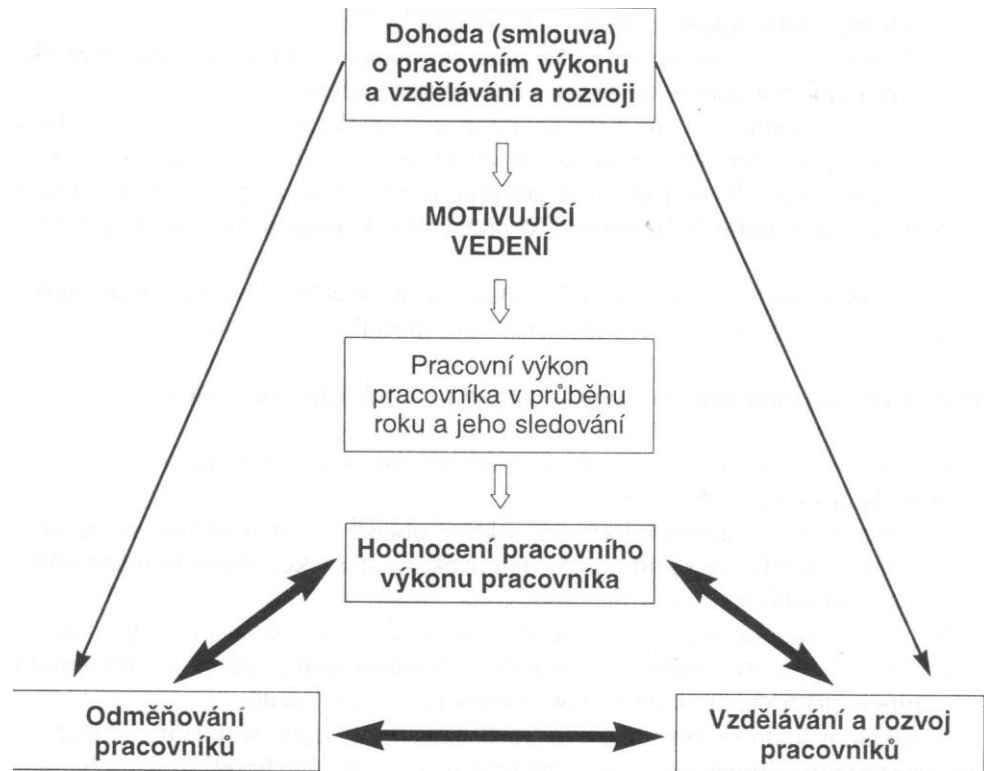 Dohoda (smlouva)
o pracovním výkonu
a vzdělávání a rozvoji
MOTIVUJÍCÍ
VEDENÍ
Pracovní výkon
pracovníka v průběhu
roku a jeho sledování
Hodnocení pracovního
výkonu pracovníka
Odměňování
pracovníků
Vzdělávání a rozvoj
pracovníků